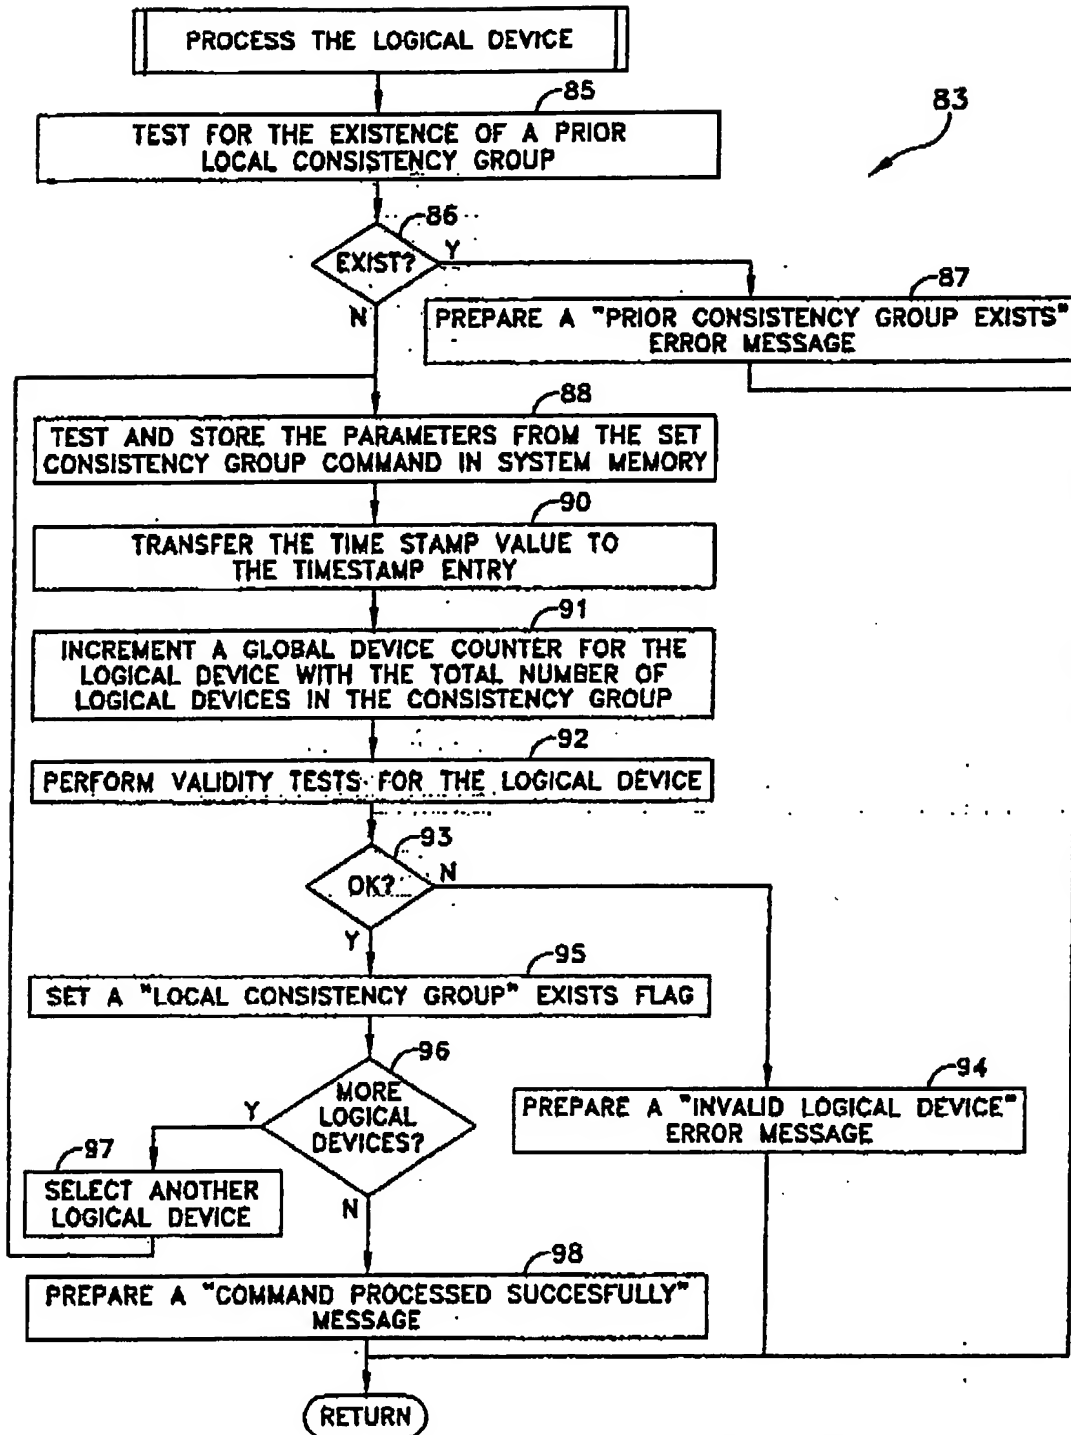 PROCESS THE LOGICAL DEVICE
85
83
TEST FOR THE EXISTENCE OF A PRIOR
LOCAL CONSISTENCY GROUP
86
EXIST?
Y
N
87
PREPARE A "PRIOR CONSISTENCY GROUP EXISTS"
ERROR MESSAGE
88
TEST AND STORE THE PARAMETERS FROM THE SET
CONSISTENCY GROUP COMMAND IN SYSTEM MEMORY
90
TRANSFER THE TIME STAMP VALUE TO
THE TIMESTAMP ENTRY
91
INCREMENT A GLOBAL DEVICE COUNTER FOR THE
LOGICAL DEVICE WITH THE TOTAL NUMBER OF
LOGICAL DEVICES IN THE CONSISTENCY GROUP
92
PERFORM VALIDITY TESTS FOR THE LOGICAL DEVICE
93
OK?
N
Y
95
SET A "LOCAL CONSISTENCY GROUP" EXISTS FLAG
96
MORE
LOGICAL
DEVICES?
Y
N
94
PREPARE A "INVALID LOGICAL DEVICE"
ERROR MESSAGE
97
SELECT ANOTHER
LOGICAL DEVICE
98
PREPARE A "COMMAND PROCESSED SUCCESFULLY"
MESSAGE
RETURN